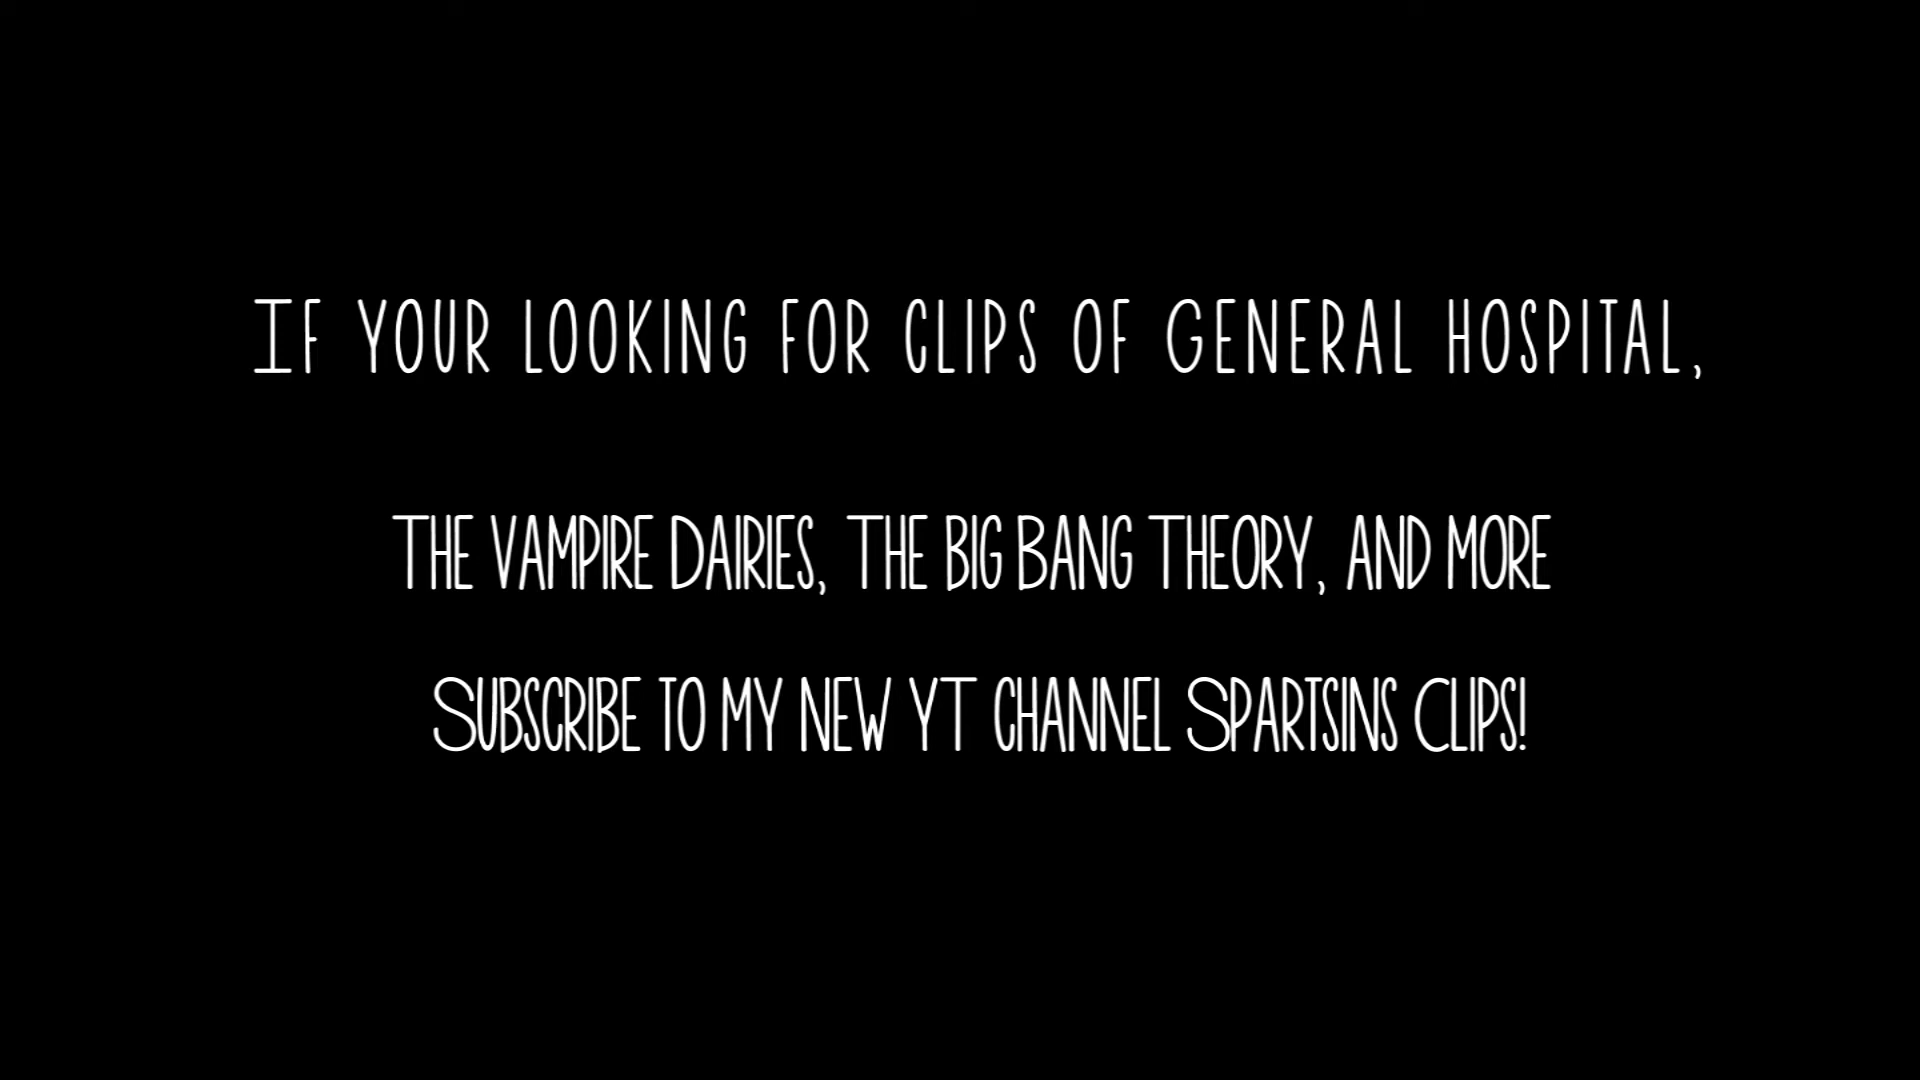 If your looking for clips of General Hospital,
The Vampire Dairies, The Big Bang Theory, and more
Subscribe to my new YT channel Spartsins Clips!